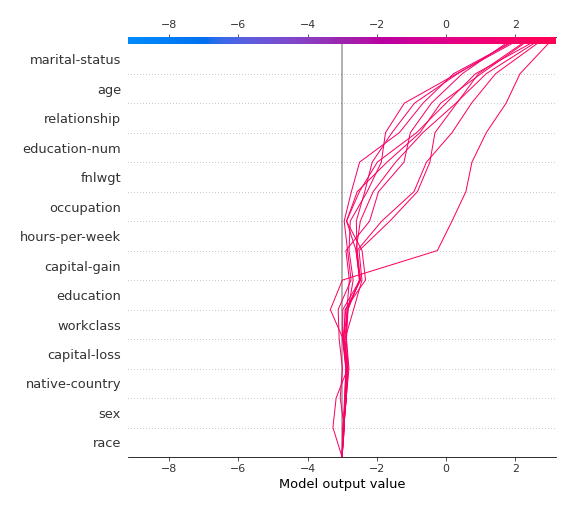 −8 −6 −4 −2 0 2
marital-status
age
relationship
education-num
fnlwgt
occupation
hours-per-week
capital-gain
education
workclass
capital-loss
native-country
sex
race
−8 −6 −4 −2 0 2
Model output value